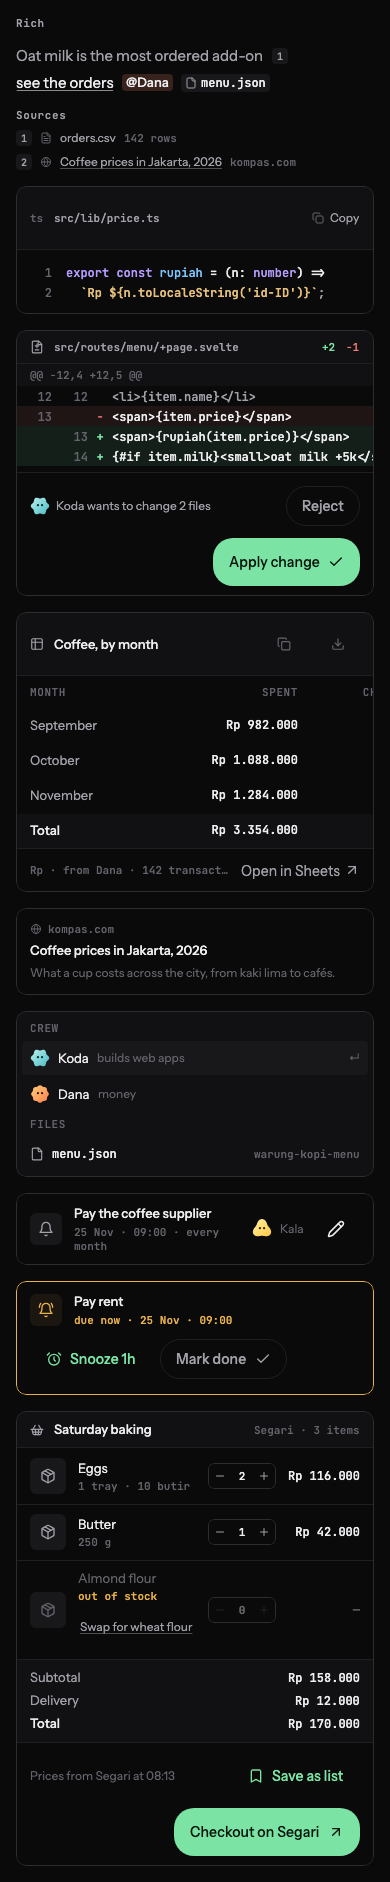 Rich
Oat milk is the most ordered add-on 1
see the orders @Dana menu.json
Sources
1 orders.csv 142 rows
2 Coffee prices in Jakarta, 2026 kompas.com
ts src/lib/price.ts Copy
1 export const rupiah = (n: number) =>
2 `Rp ${n.toLocaleString('id-ID')}`;
src/routes/menu/+page.svelte +2 -1
@@ -12,4 +12,5 @@
12 12 <li>{item.name}</li>
13 - <span>{item.price}</span>
13 + <span>{rupiah(item.price)}</span>
14 + {#if item.milk}<small>oat milk +5k</s
Koda wants to change 2 files Reject
Apply change
Coffee, by month
MONTH SPENT CH
September Rp 982.000
October Rp 1.088.000
November Rp 1.284.000
Total Rp 3.354.000
Rp · from Dana · 142 transact… Open in Sheets
kompas.com
Coffee prices in Jakarta, 2026
What a cup costs across the city, from kaki lima to cafés.
CREW
Koda builds web apps
Dana money
FILES
menu.json warung-kopi-menu
Pay the coffee supplier
25 Nov · 09:00 · every
month
Kala
Pay rent
due now · 25 Nov · 09:00
Snooze 1h Mark done
Saturday baking Segari · 3 items
Eggs
1 tray · 10 butir
− 2 + Rp 116.000
Butter
250 g
− 1 + Rp 42.000
Almond flour
out of stock
Swap for wheat flour
− 0 + —
Subtotal Rp 158.000
Delivery Rp 12.000
Total Rp 170.000
Prices from Segari at 08:13 Save as list
Checkout on Segari